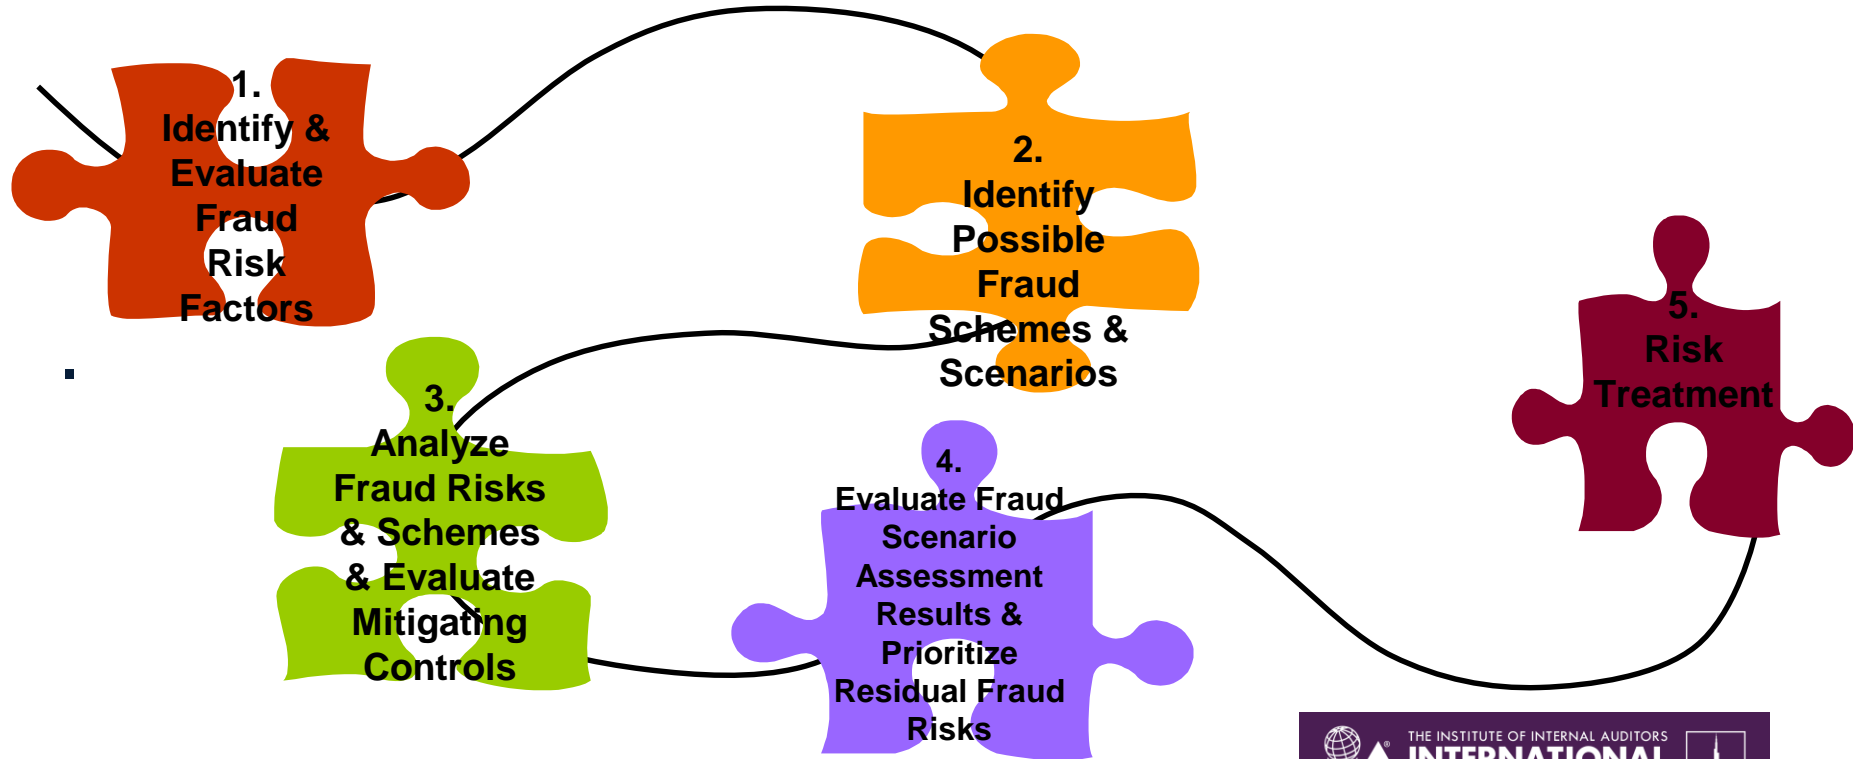 1.
Identify &
Evaluate
Fraud
Risk
Factors
2.
Identify
Possible
Fraud
Schemes &
Scenarios
3.
Analyze
Fraud Risks
& Schemes
& Evaluate
Mitigating
Controls
4.
Evaluate Fraud
Scenario
Assessment
Results &
Prioritize
Residual Fraud
Risks
5.
Risk
Treatment
THE INSTITUTE OF INTERNAL AUDITORS
INTERNATIONAL